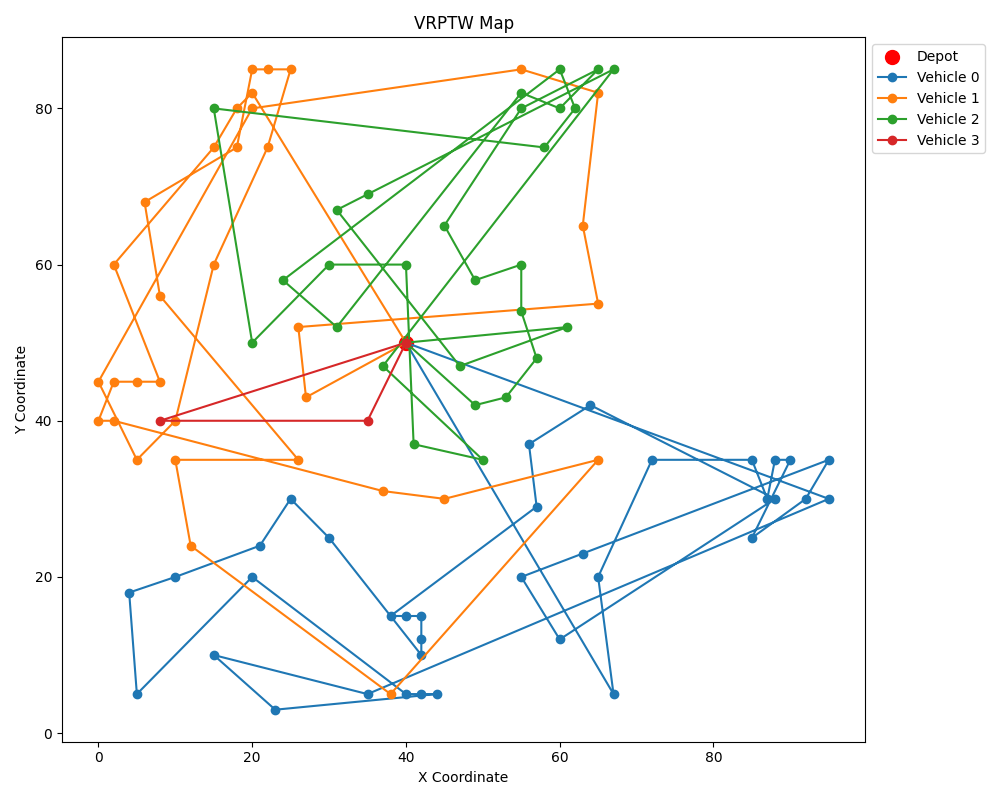 VRPTW Map
Depot
Vehicle 0
Vehicle 1
Vehicle 2
Vehicle 3
Y Coordinate
80
60
40
20
0
0 20 40 60 80
X Coordinate